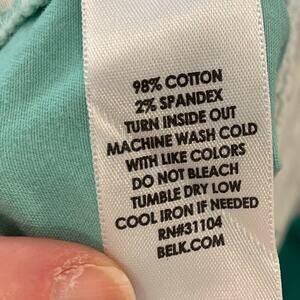 98% COTTON
2% SPANDEX
TURN INSIDE OUT
MACHINE WASH COLD
WITH LIKE COLORS
DO NOT BLEACH
TUMBLE DRY LOW
COOL IRON IF NEEDED
RN#31104
BELK.COM